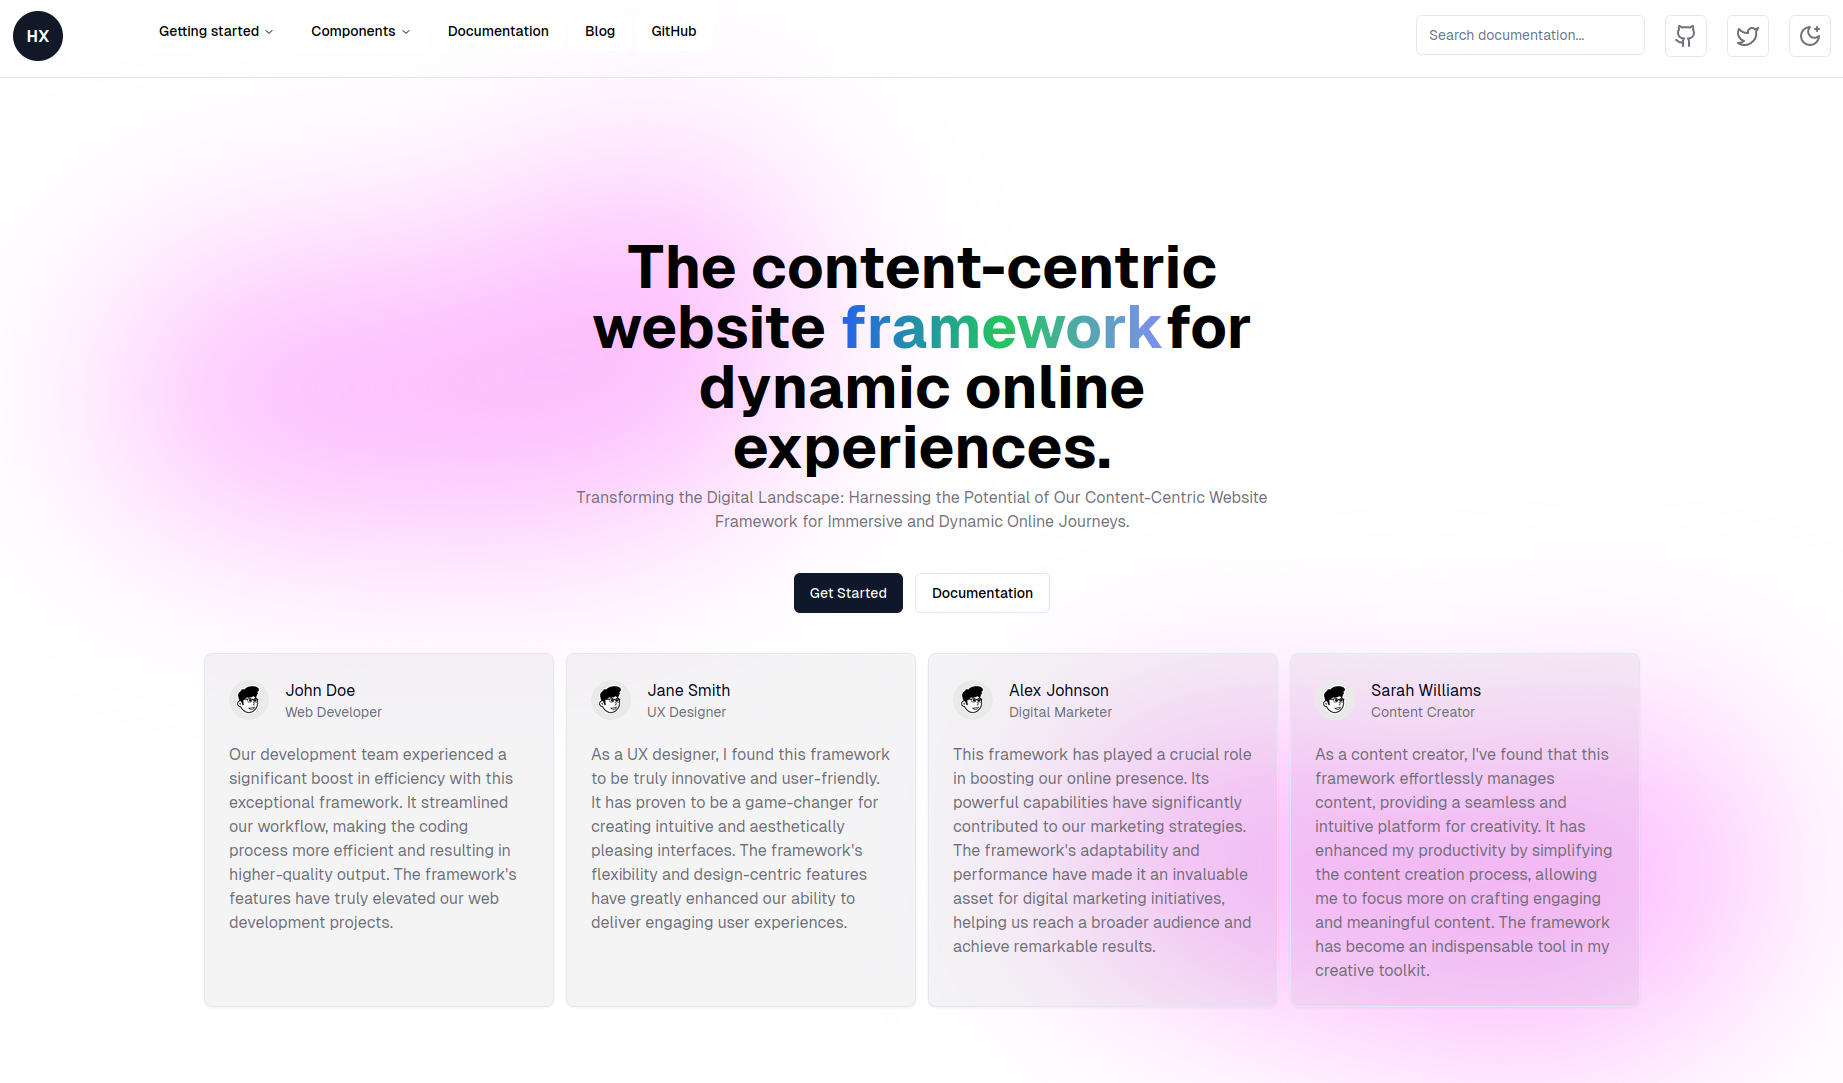 HX
Getting started
Components
Documentation
Blog
GitHub
Search documentation...
The content-centric
website framework for
dynamic online
experiences.
Transforming the Digital Landscape: Harnessing the Potential of Our Content-Centric Website
Framework for Immersive and Dynamic Online Journeys.
Get Started
Documentation
John Doe
Web Developer
Our development team experienced a
significant boost in efficiency with this
exceptional framework. It streamlined
our workflow, making the coding
process more efficient and resulting in
higher-quality output. The framework's
features have truly elevated our web
development projects.
Jane Smith
UX Designer
As a UX designer, I found this framework
to be truly innovative and user-friendly.
It has proven to be a game-changer for
creating intuitive and aesthetically
pleasing interfaces. The framework's
flexibility and design-centric features
have greatly enhanced our ability to
deliver engaging user experiences.
Alex Johnson
Digital Marketer
This framework has played a crucial role
in boosting our online presence. Its
powerful capabilities have significantly
contributed to our marketing strategies.
The framework's adaptability and
performance have made it an invaluable
asset for digital marketing initiatives,
helping us reach a broader audience and
achieve remarkable results.
Sarah Williams
Content Creator
As a content creator, I've found that this
framework effortlessly manages
content, providing a seamless and
intuitive platform for creativity. It has
enhanced my productivity by simplifying
the content creation process, allowing
me to focus more on crafting engaging
and meaningful content. The framework
has become an indispensable tool in my
creative toolkit.